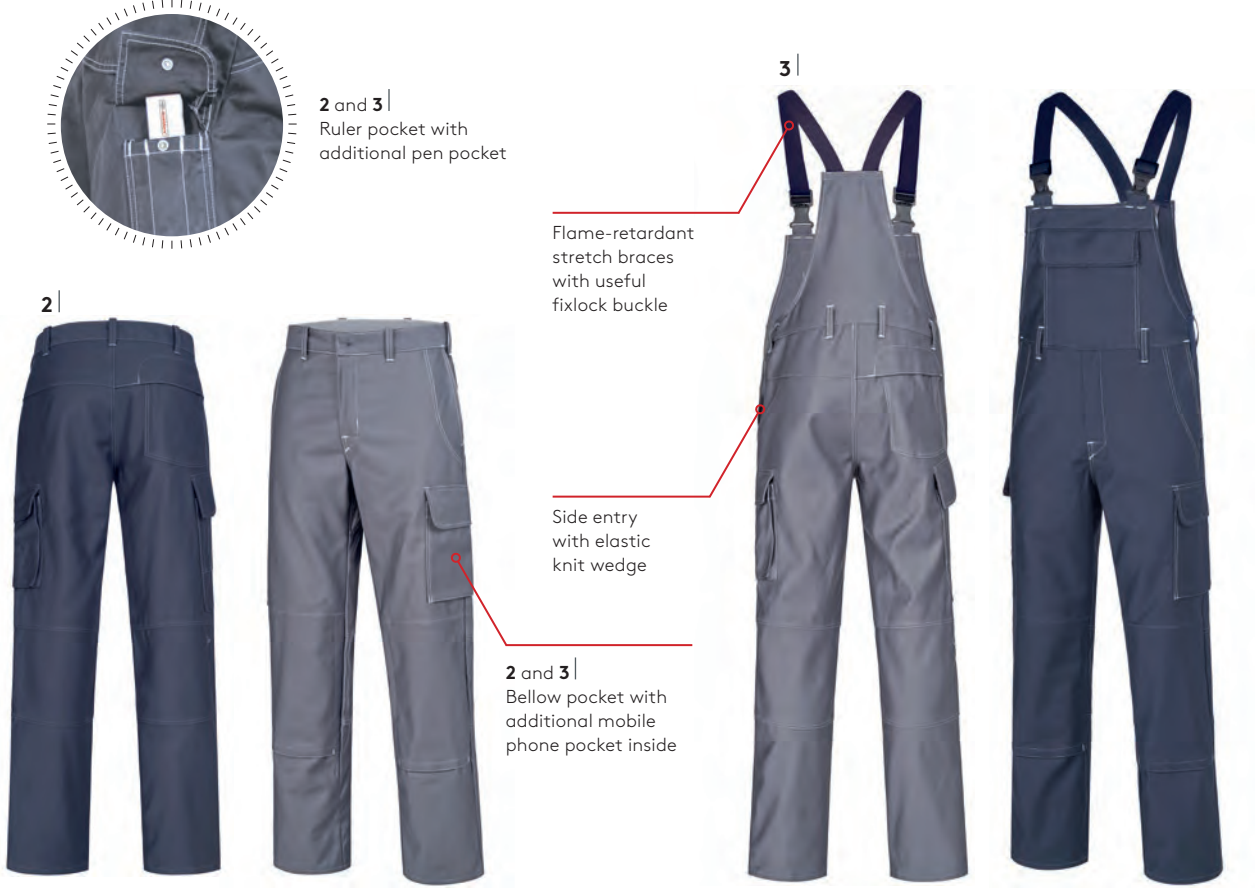 2 and 3|
Ruler pocket with
additional pen pocket
3|
Flame-retardant
stretch braces
with useful
fixlock buckle
2|
Side entry
with elastic
knit wedge
2 and 3|
Bellow pocket with
additional mobile
phone pocket inside